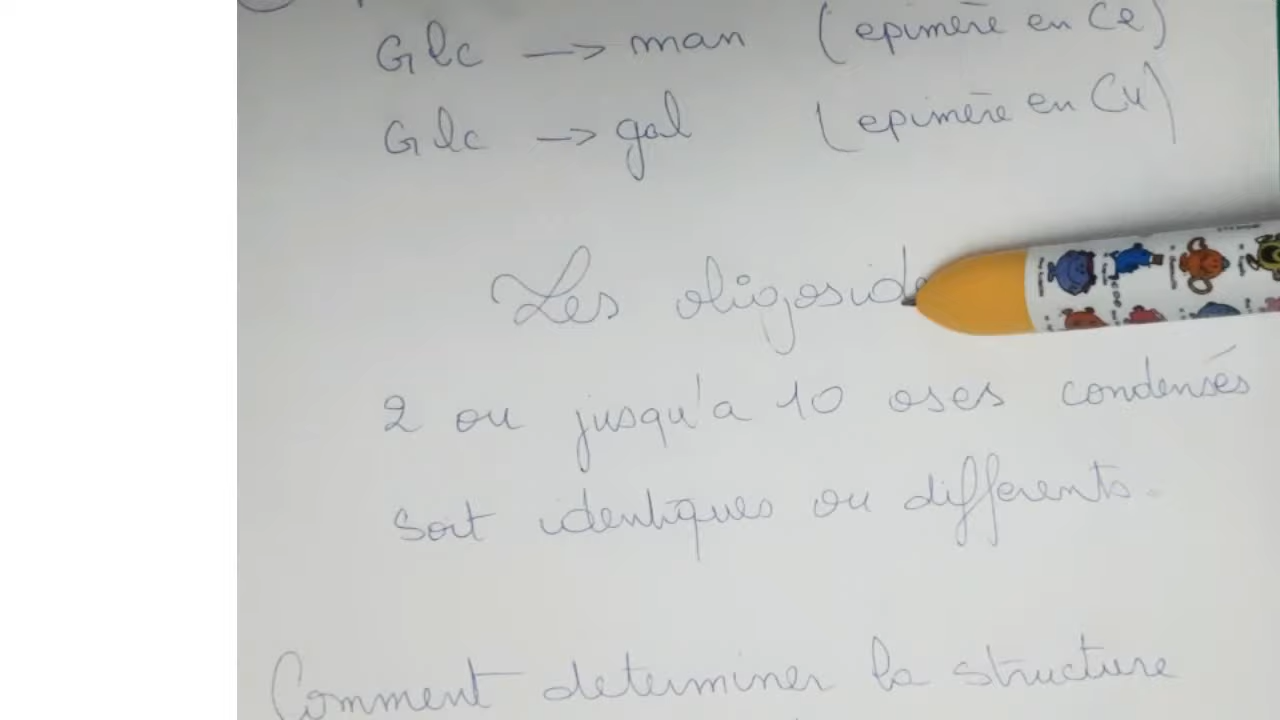 Glc → man (epimère en C2)
Glc → gal (epimère en C4)
Les oligosid
2 ou jusqu'a 10 oses condensés
soit identiques ou differents.
Comment determiner la structure